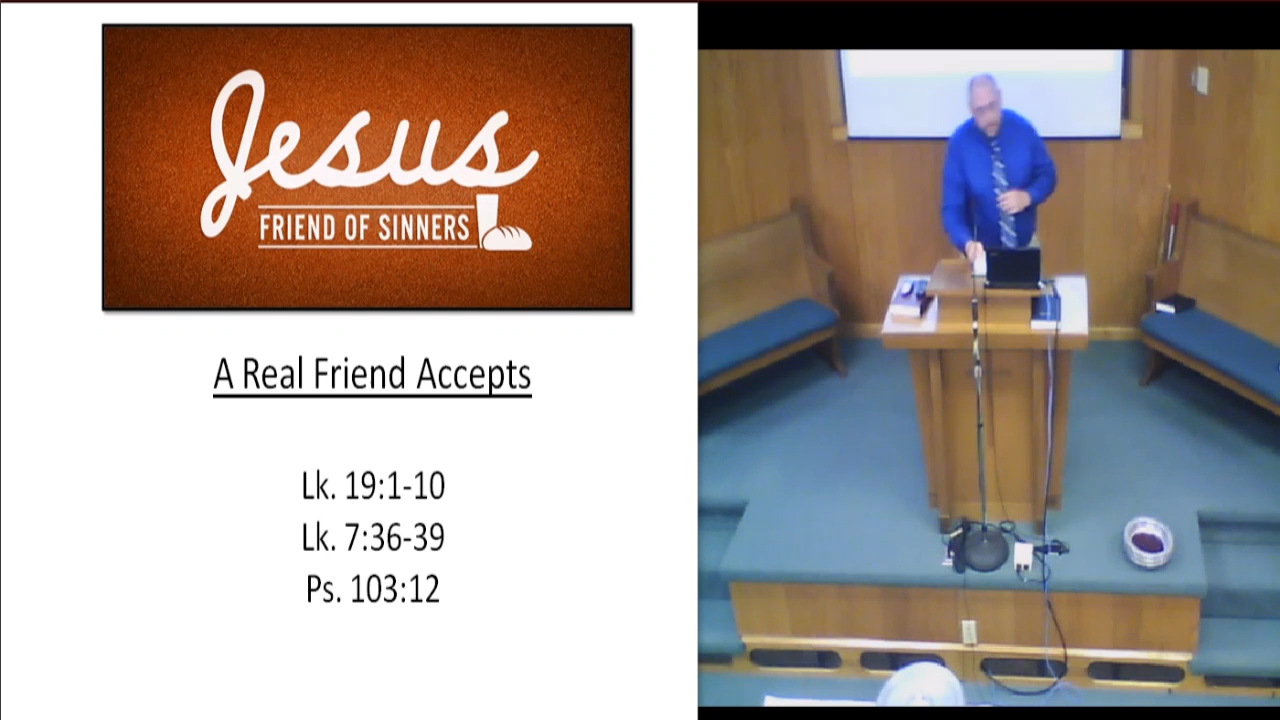 Jesus
FRIEND OF SINNERS
A Real Friend Accepts
Lk. 19:1-10
Lk. 7:36-39
Ps. 103:12